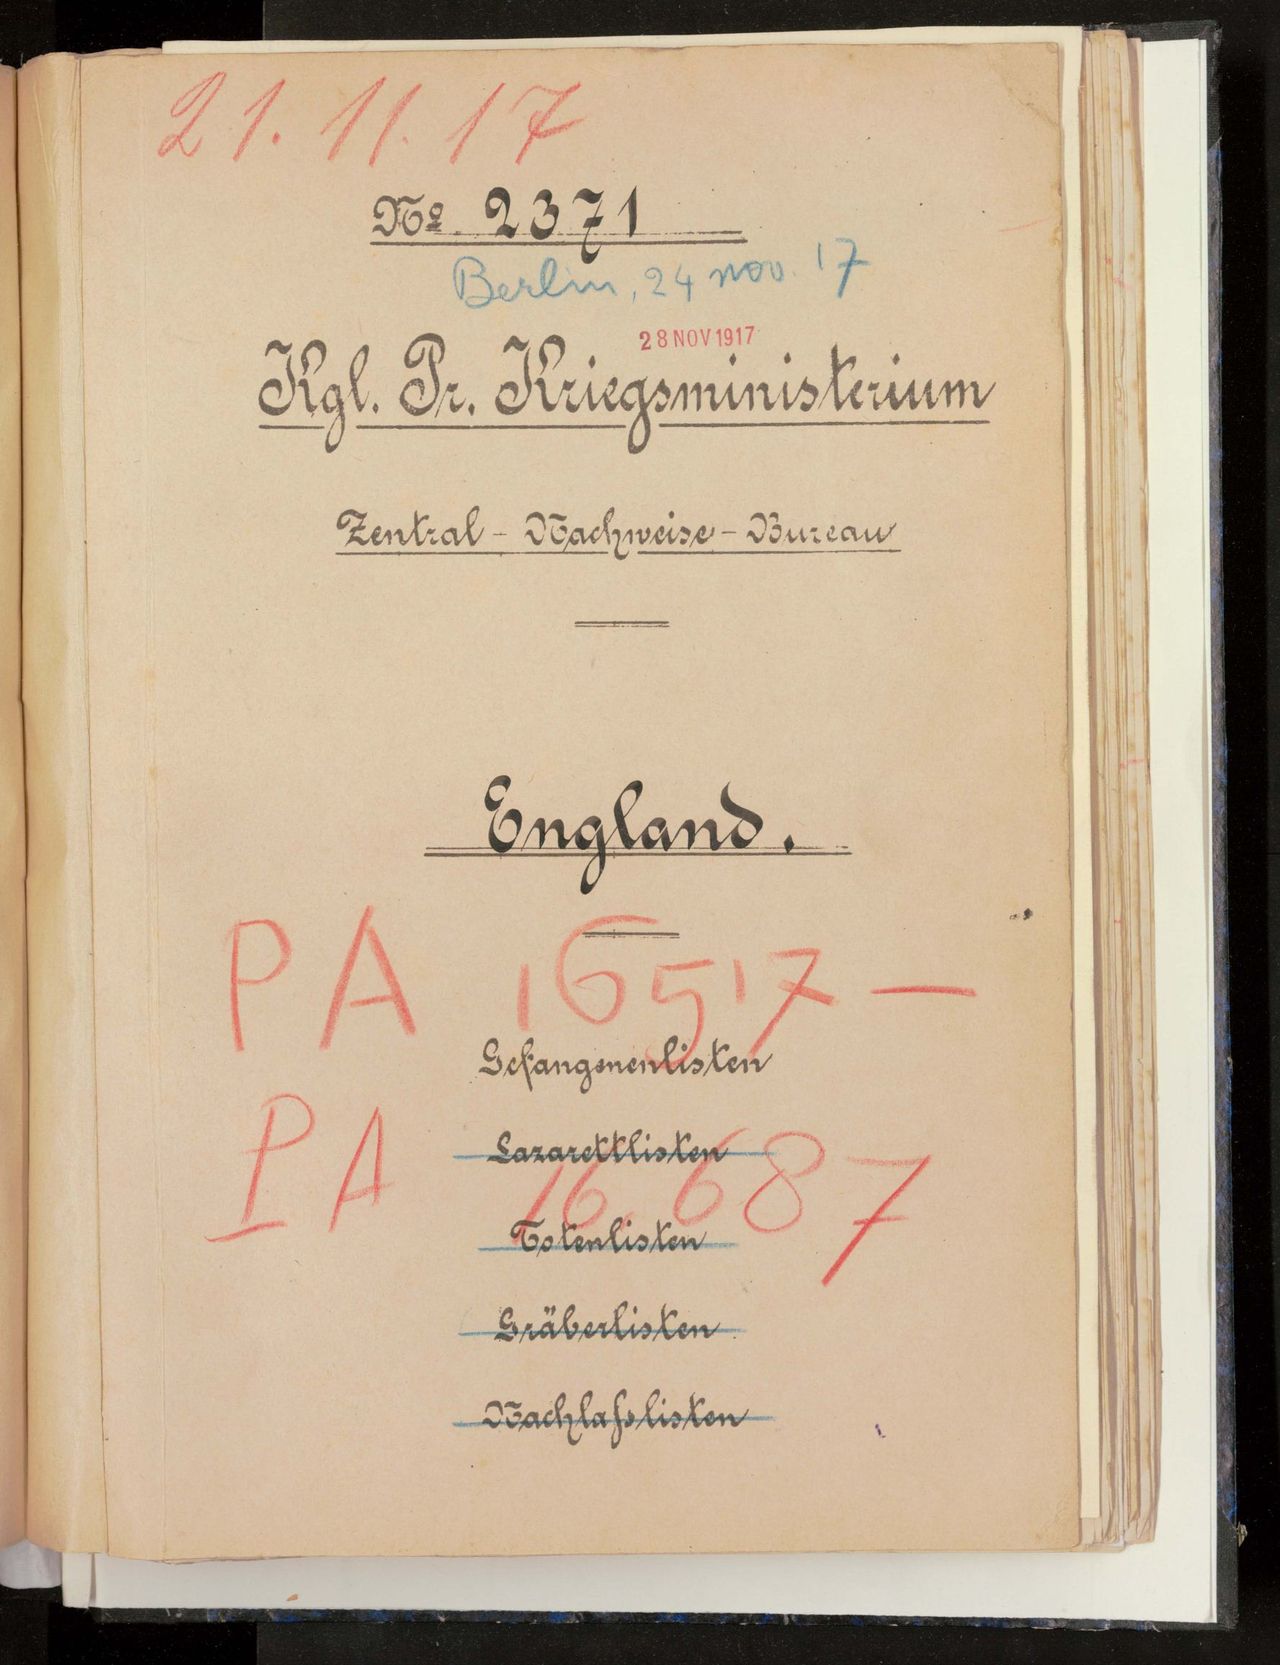 21. 11. 17
No. 2371
Berlin, 24 nov. 17
28 NOV 1917
Kgl. Pr. Kriegsministerium
Zentral - Nachweise - Bureau
England.
PA 16517 —
Gefangenenlisten
PA 16687
Lazarettlisten
Totenlisten
Gräberlisten
Nachlaßlisten